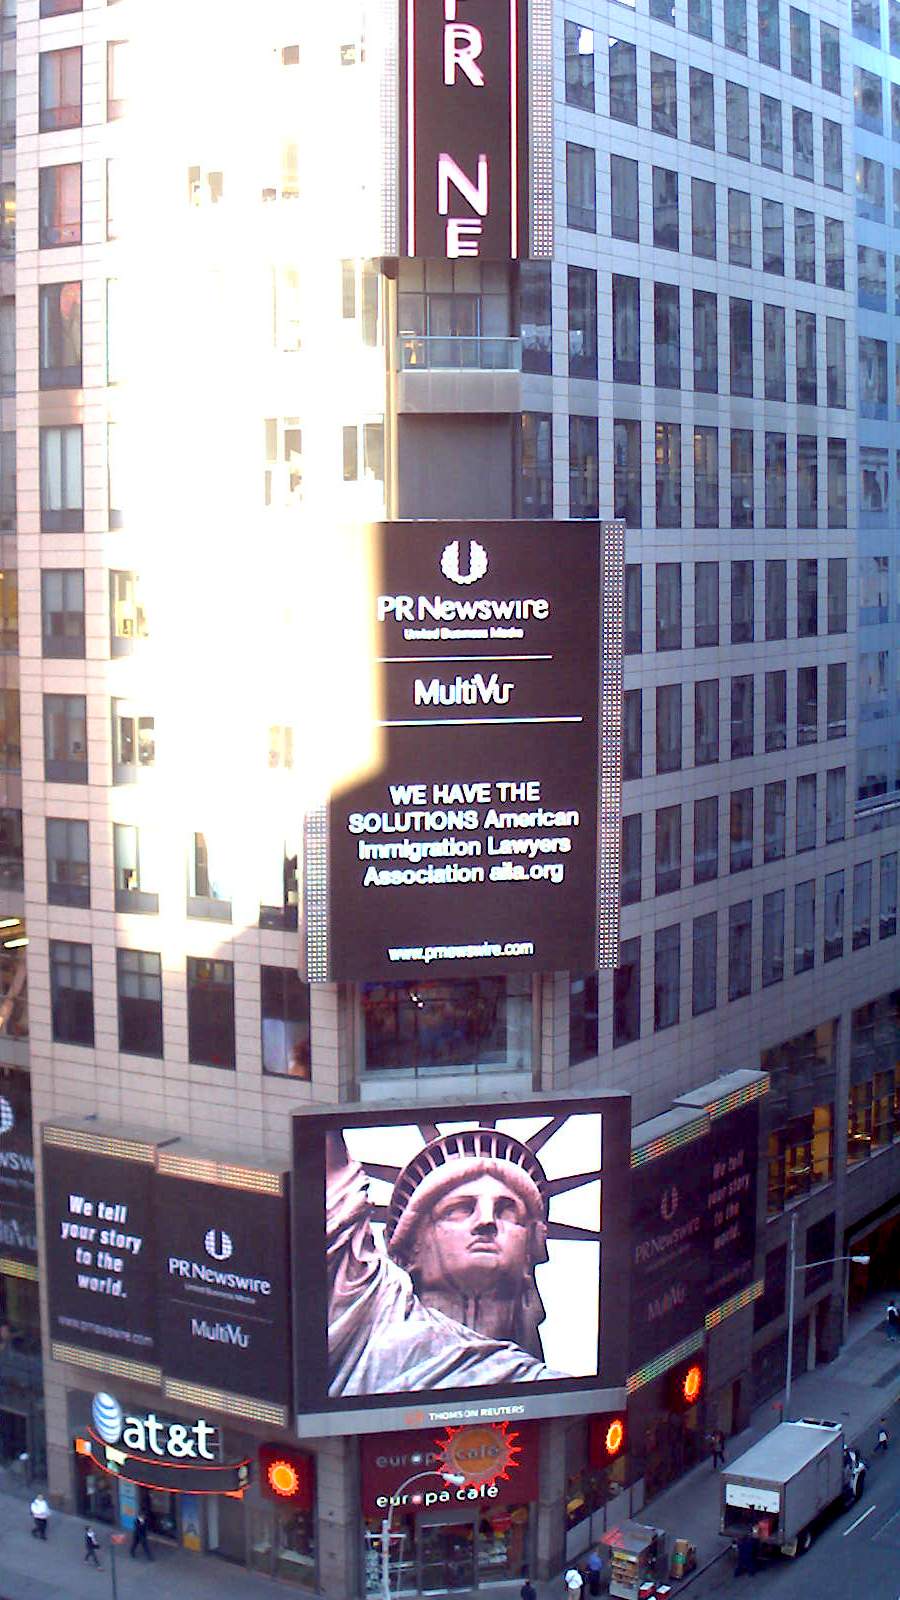 R
NE
PR Newswire
United Business Media
MultiVu
WE HAVE THE
SOLUTIONS American
Immigration Lawyers
Association aila.org
www.prnewswire.com
We tell
your story
to the
world.
www.prnewswire.com
PR Newswire
United Business Media
MultiVu
PR Newswire
MultiVu
We tell
your story
to the
world.
THOMSON REUTERS
at&t
europa café
europa café